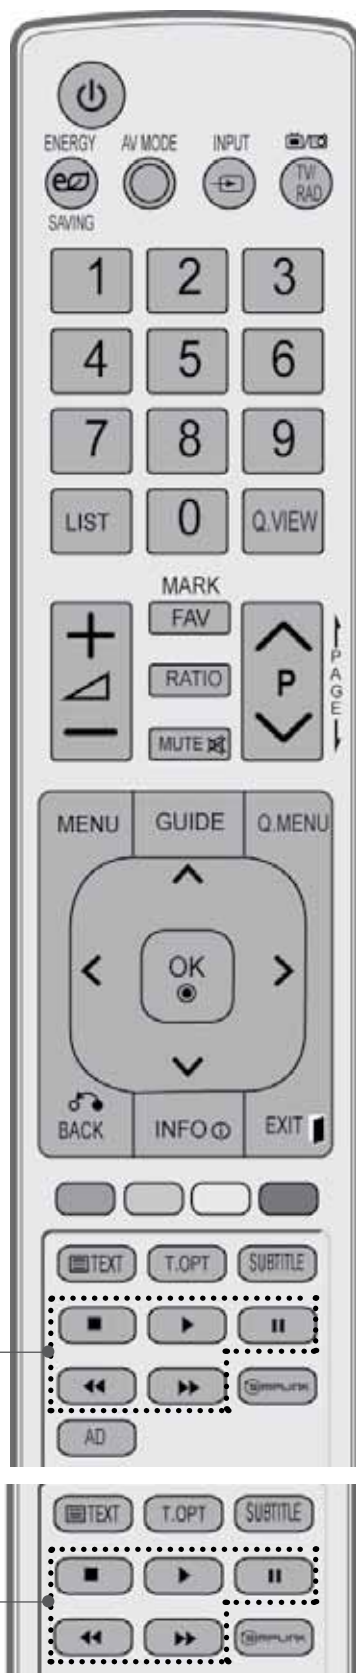 ENERGY AV MODE INPUT
TV/
RAD
SAVING
1 2 3
4 5 6
7 8 9
LIST 0 Q.VIEW
MARK
FAV
P
PAGE
RATIO
MUTE
MENU GUIDE Q.MENU
OK
BACK INFO i EXIT
TEXT T.OPT SUBTITLE
SIMPLINK
AD
TEXT T.OPT SUBTITLE
SIMPLINK